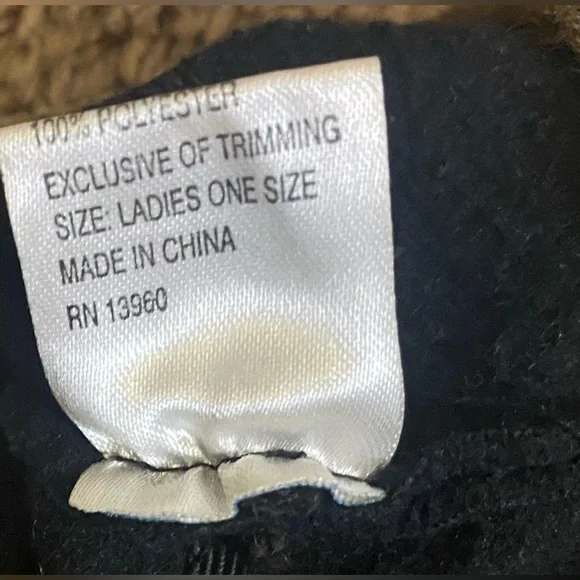 100% POLYESTER
EXCLUSIVE OF TRIMMING
SIZE: LADIES ONE SIZE
MADE IN CHINA
RN 13960